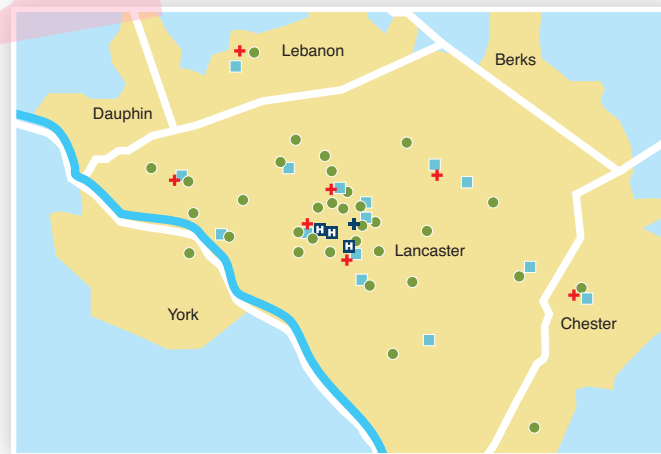 Lebanon
Berks
Dauphin
H H
H
Lancaster
York
Chester